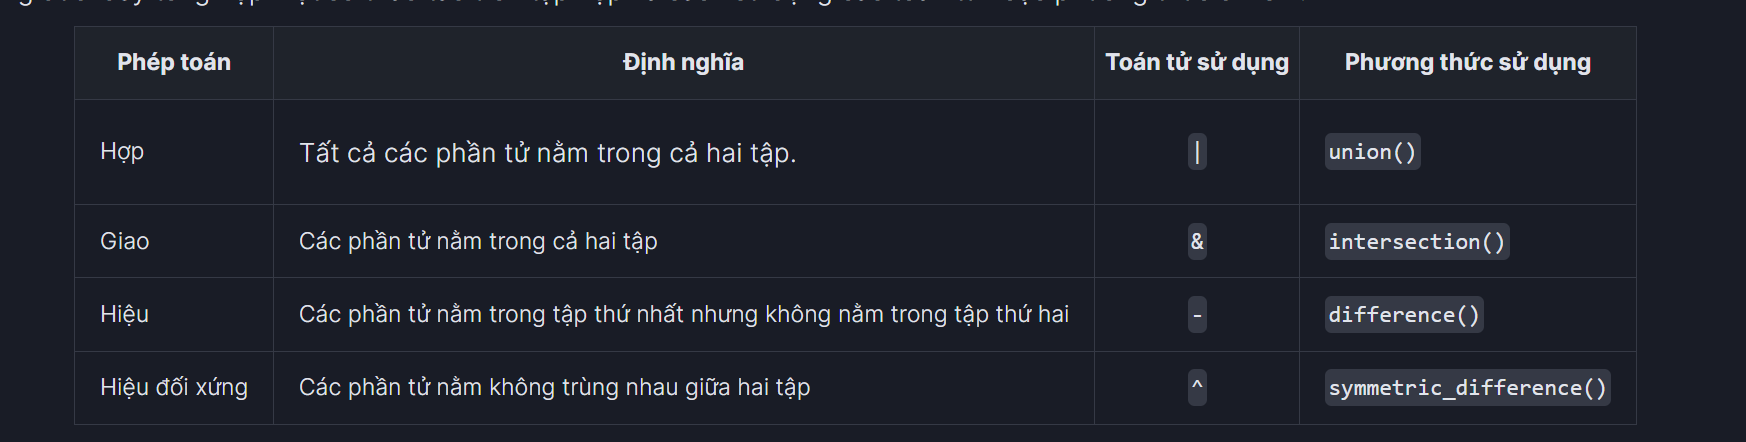 Phép toán Định nghĩa Toán tử sử dụng Phương thức sử dụng
Hợp Tất cả các phần tử nằm trong cả hai tập. | union()
Giao Các phần tử nằm trong cả hai tập & intersection()
Hiệu Các phần tử nằm trong tập thứ nhất nhưng không nằm trong tập thứ hai - difference()
Hiệu đối xứng Các phần tử nằm không trùng nhau giữa hai tập ^ symmetric_difference()